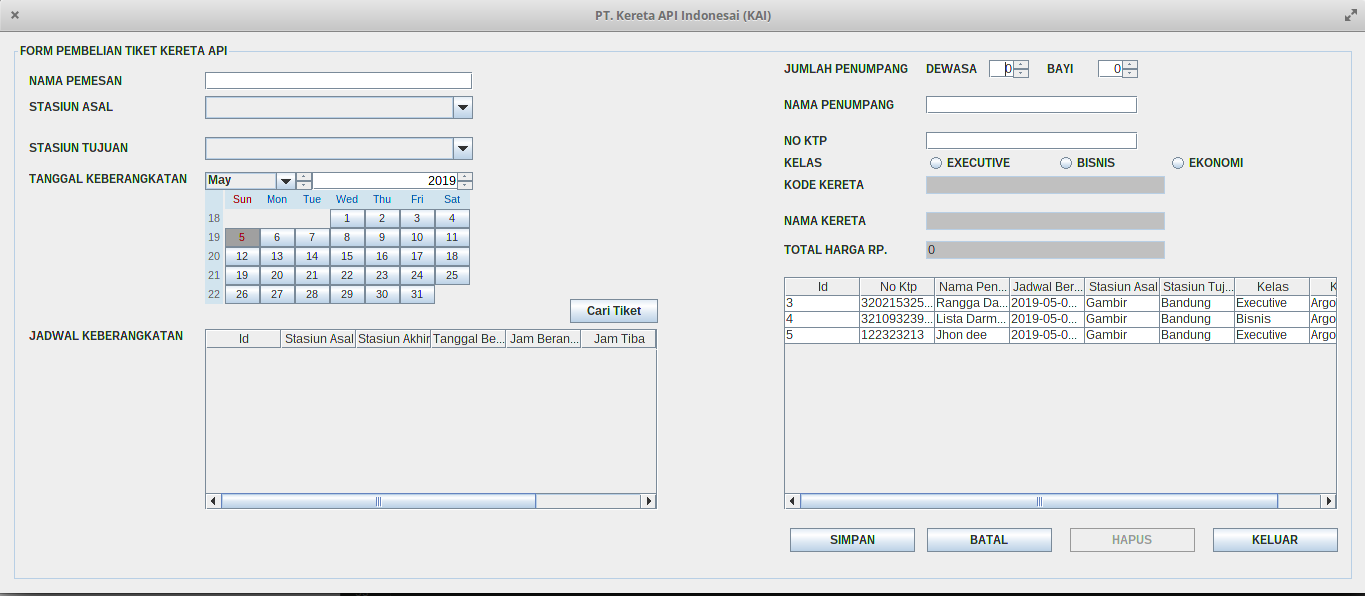 PT. Kereta API Indonesai (KAI)
FORM PEMBELIAN TIKET KERETA API
NAMA PEMESAN
STASIUN ASAL
STASIUN TUJUAN
TANGGAL KEBERANGKATAN
May 2019
Sun Mon Tue Wed Thu Fri Sat
18 1 2 3 4
19 5 6 7 8 9 10 11
20 12 13 14 15 16 17 18
21 19 20 21 22 23 24 25
22 26 27 28 29 30 31
Cari Tiket
JADWAL KEBERANGKATAN
Id Stasiun Asal Stasiun Akhir Tanggal Be... Jam Beran... Jam Tiba
JUMLAH PENUMPANG DEWASA 0 BAYI 0
NAMA PENUMPANG
NO KTP
KELAS EXECUTIVE BISNIS EKONOMI
KODE KERETA
NAMA KERETA
TOTAL HARGA RP. 0
Id No Ktp Nama Pen... Jadwal Ber... Stasiun Asal Stasiun Tuj... Kelas K
3 320215325... Rangga Da... 2019-05-0... Gambir Bandung Executive Argo
4 321093239... Lista Darm... 2019-05-0... Gambir Bandung Bisnis Argo
5 122323213 Jhon dee 2019-05-0... Gambir Bandung Executive Argo
SIMPAN BATAL HAPUS KELUAR